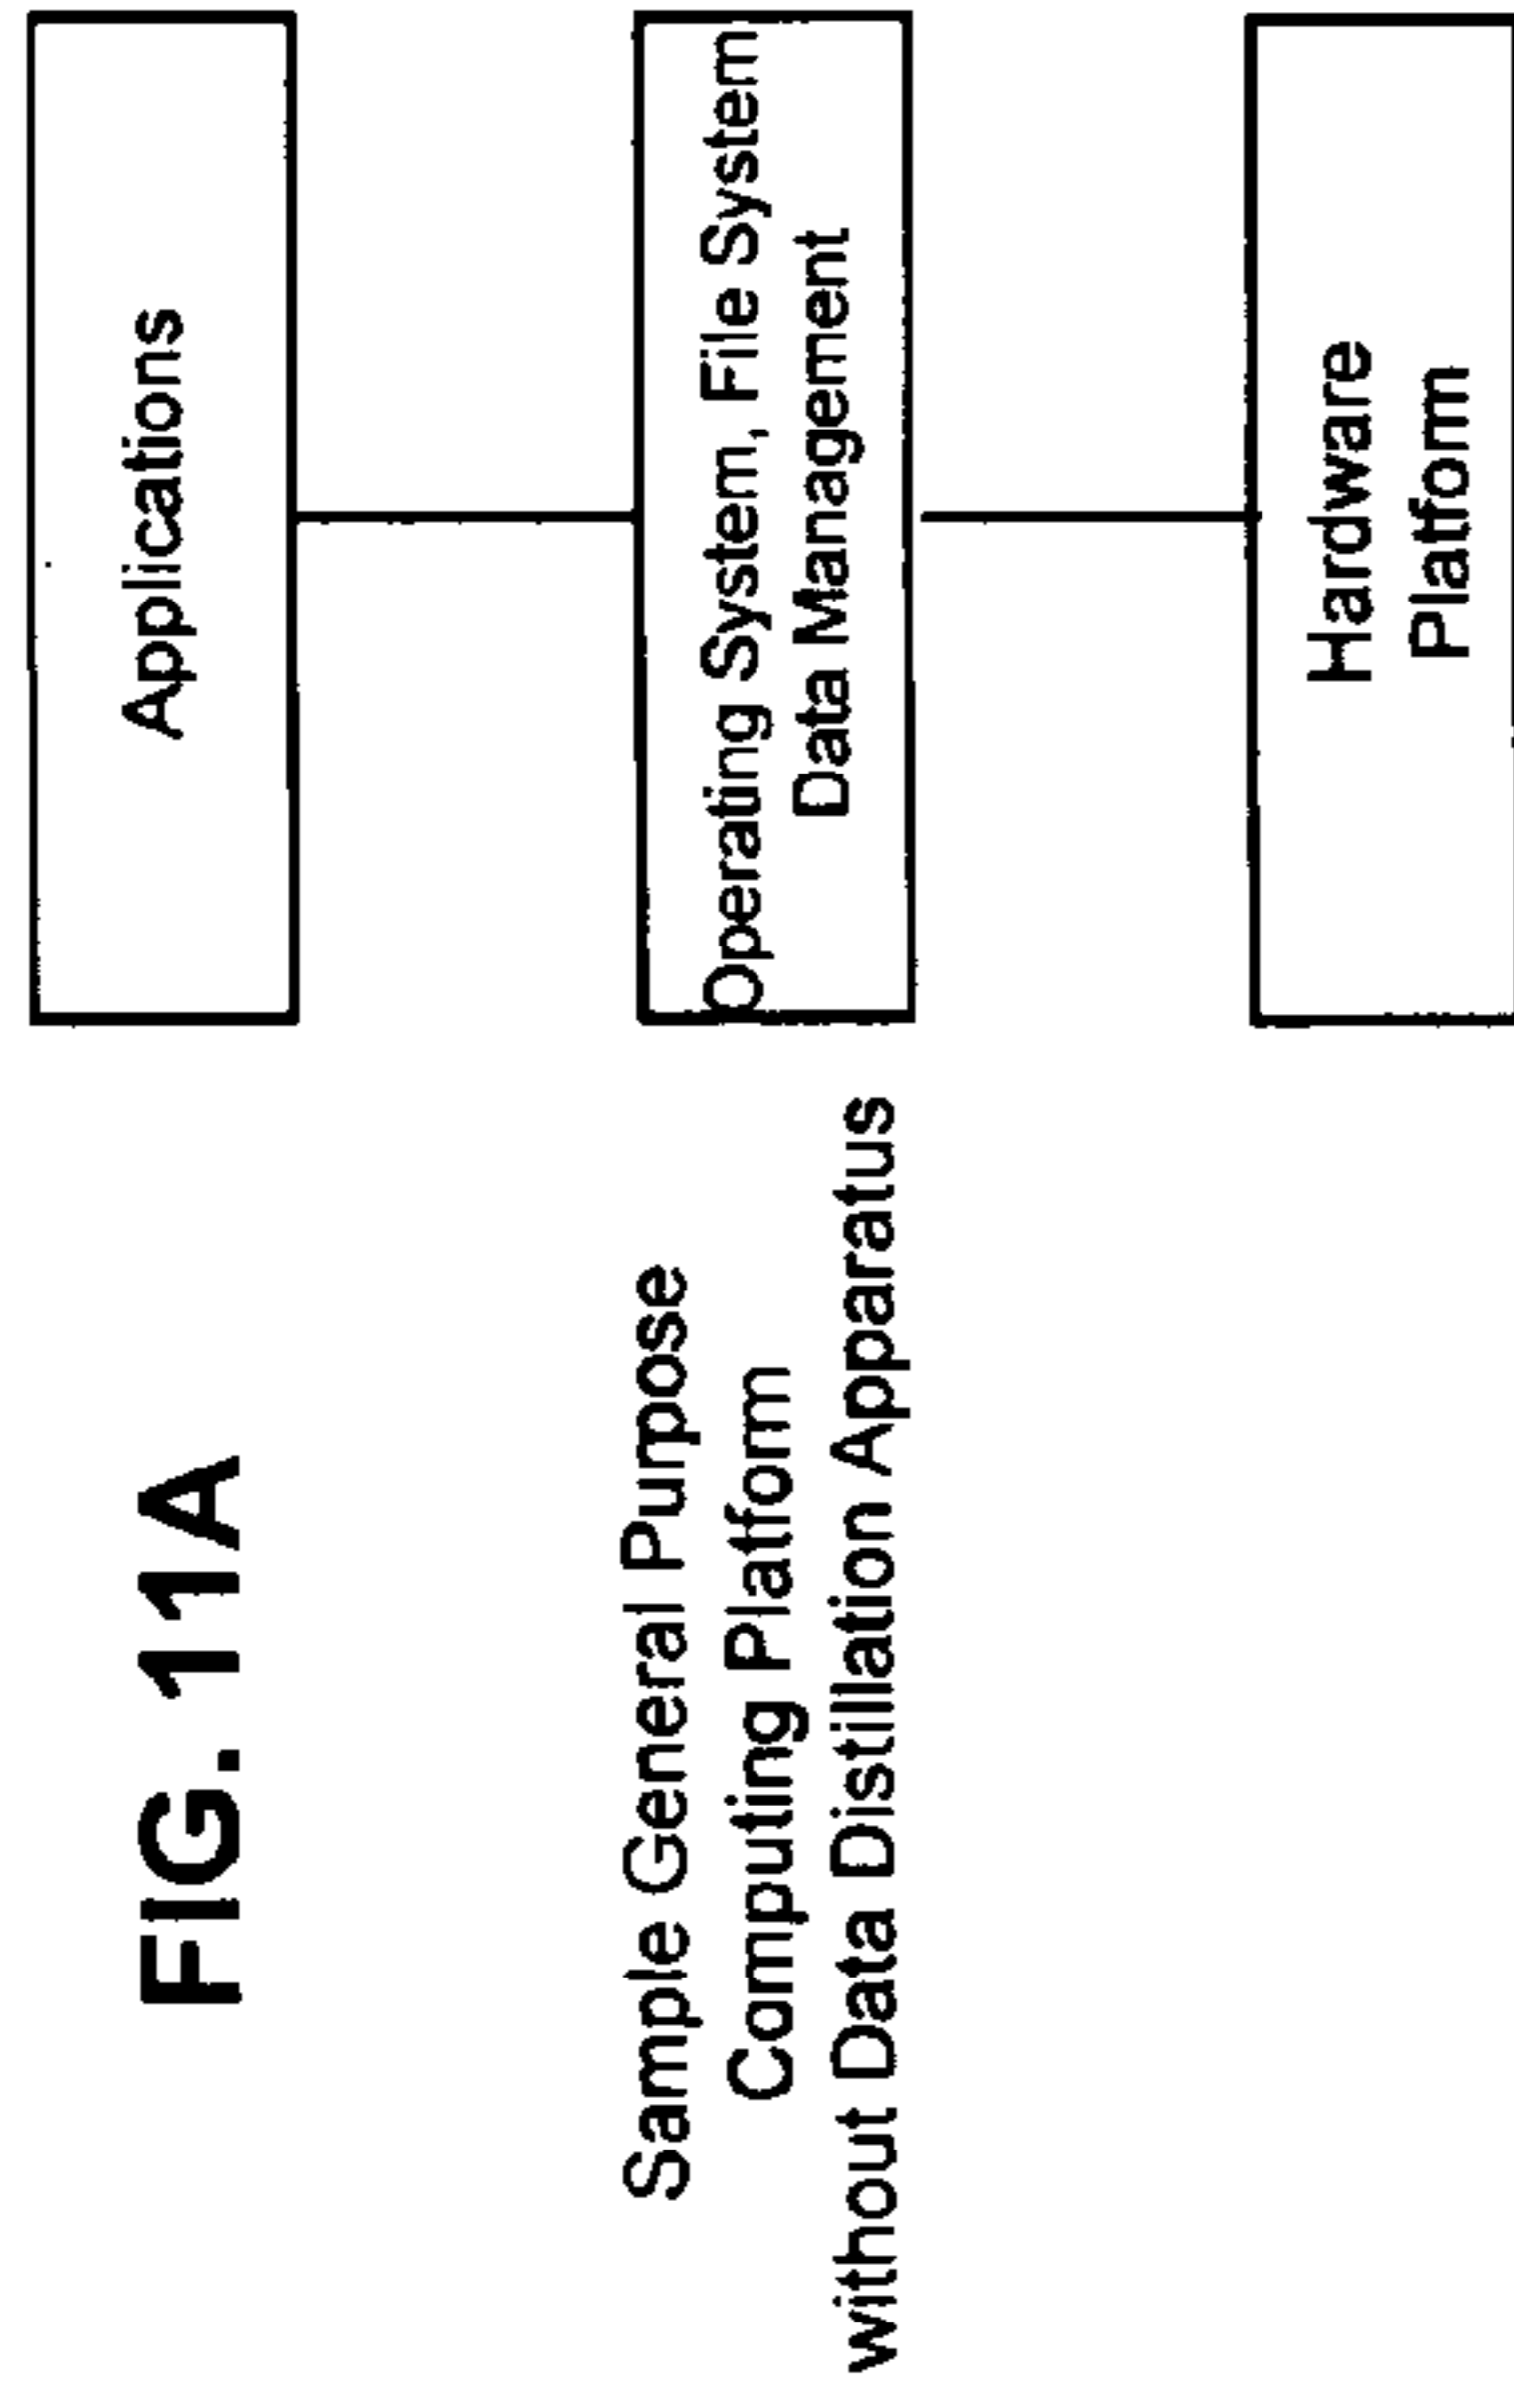 FIG. 11A
Applications
Sample General Purpose
Computing Platform
without Data Distillation Apparatus
Operating System, File System
Data Management
Hardware
Platform